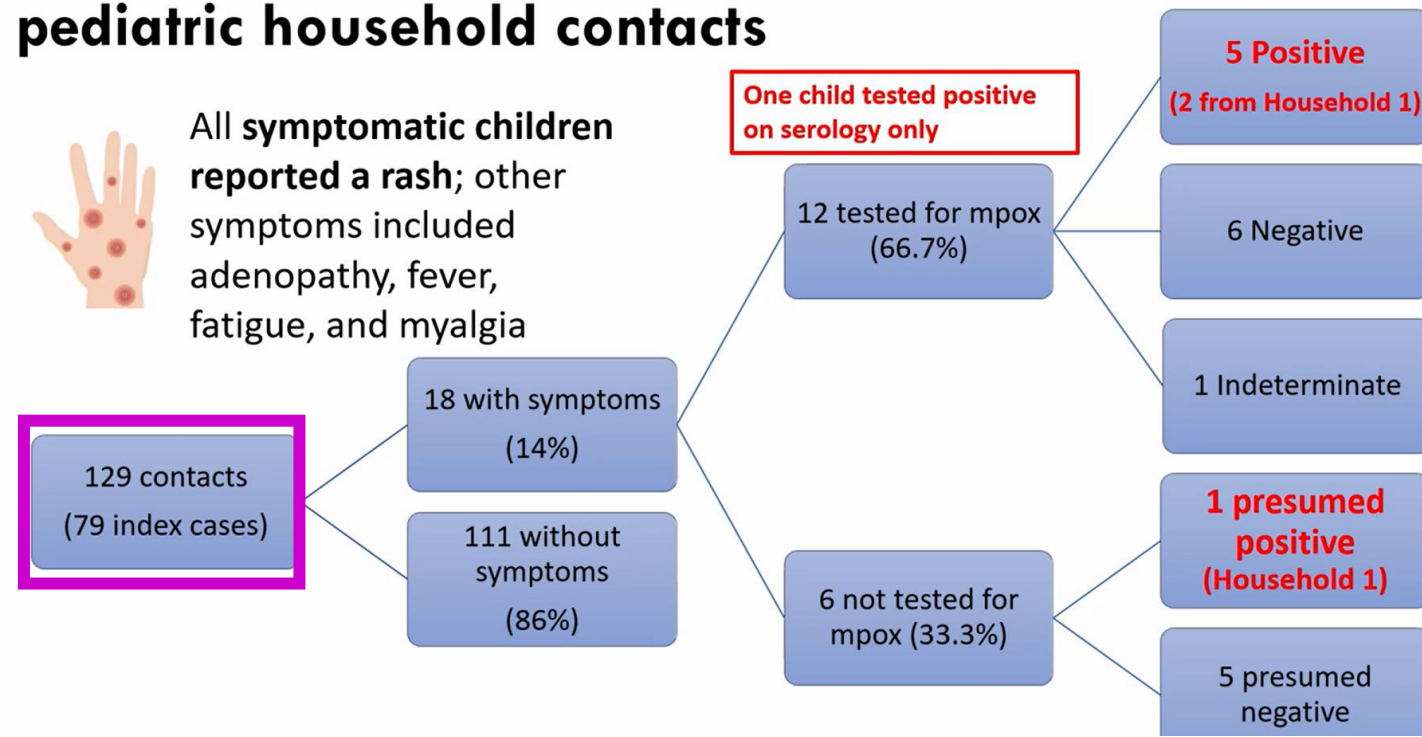 pediatric household contacts
All symptomatic children
reported a rash; other
symptoms included
adenopathy, fever,
fatigue, and myalgia
One child tested positive
on serology only
129 contacts
(79 index cases)
18 with symptoms
(14%)
111 without
symptoms
(86%)
12 tested for mpox
(66.7%)
6 not tested for
mpox (33.3%)
5 Positive
(2 from Household 1)
6 Negative
1 Indeterminate
1 presumed
positive
(Household 1)
5 presumed
negative